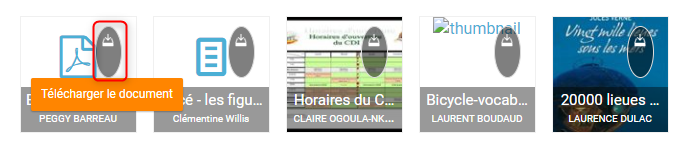 Télécharger le document
PEGGY BARREAU
cé - les figu...
Clémentine Willis
Horaires d'ouverture
du CDI
Horaires du C...
CLAIRE OGOULA-NK...
thumbnail
Bicycle-vocab...
LAURENT BOUDAUD
JULES VERNE
Vingt mille lieues
sous les mers
20000 lieues ...
LAURENCE DULAC